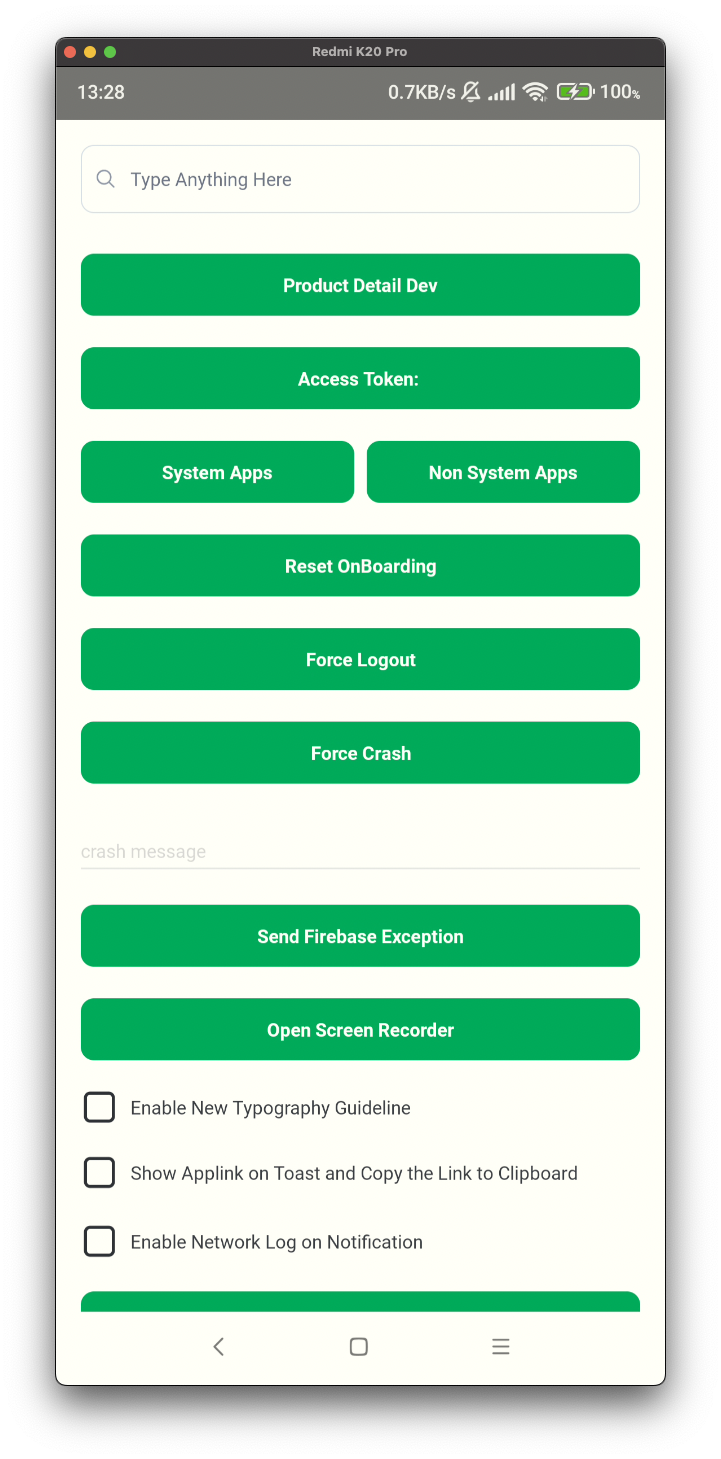 Redmi K20 Pro
13:28 0.7KB/s 100%
Type Anything Here
Product Detail Dev
Access Token:
System Apps Non System Apps
Reset OnBoarding
Force Logout
Force Crash
crash message
Send Firebase Exception
Open Screen Recorder
Enable New Typography Guideline
Show Applink on Toast and Copy the Link to Clipboard
Enable Network Log on Notification